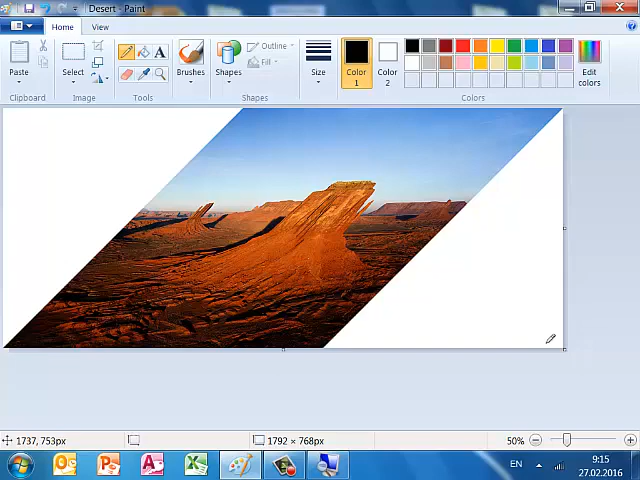 Desert - Paint
Home
View
Paste
Select
A
Brushes
Shapes
Outline
Fill
Size
Color
1
Color
2
Edit
colors
Clipboard
Image
Tools
Shapes
Colors
1737, 753px
1792 × 768px
50%
EN
9:15
27.02.2016